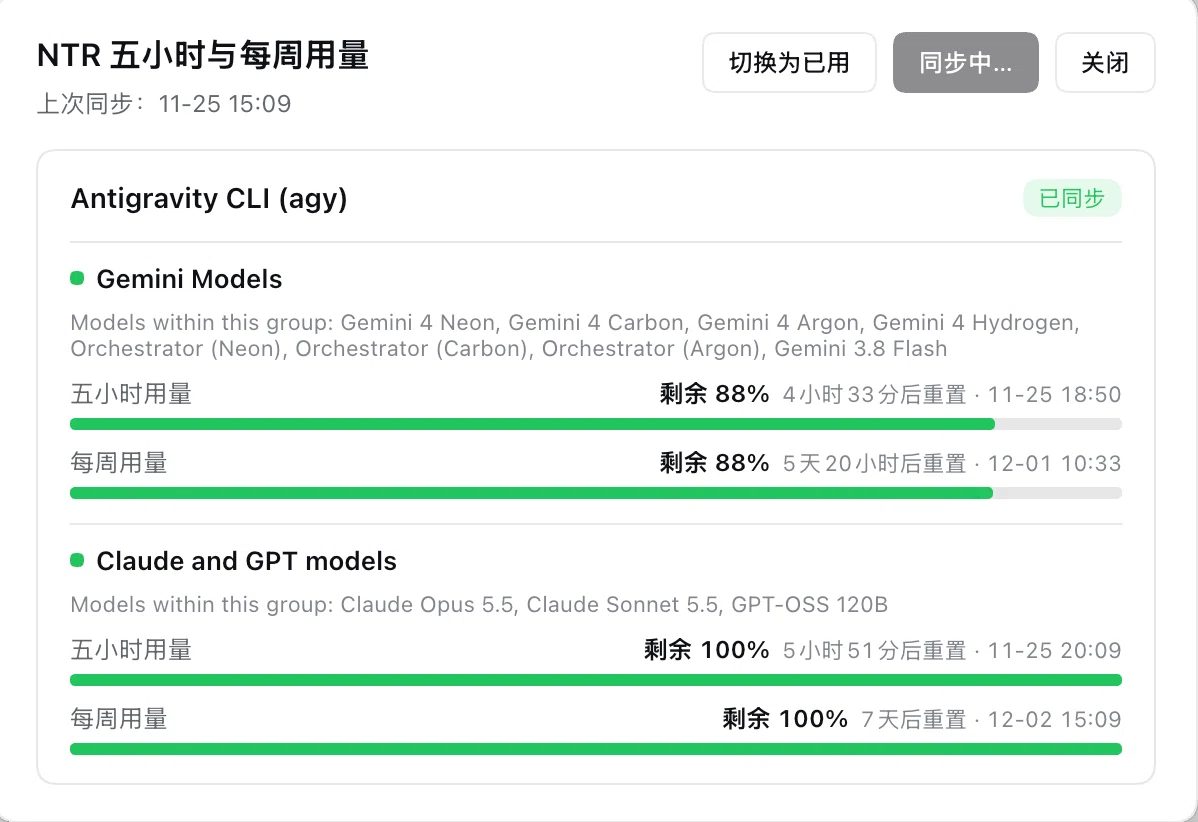 NTR 五小时与每周用量
切换为已用
同步中...
关闭
上次同步：11-25 15:09
Antigravity CLI (agy)
已同步
Gemini Models
Models within this group: Gemini 4 Neon, Gemini 4 Carbon, Gemini 4 Argon, Gemini 4 Hydrogen,
Orchestrator (Neon), Orchestrator (Carbon), Orchestrator (Argon), Gemini 3.8 Flash
五小时用量 剩余 88% 4小时33分后重置 · 11-25 18:50
每周用量 剩余 88% 5天20小时后重置 · 12-01 10:33
Claude and GPT models
Models within this group: Claude Opus 5.5, Claude Sonnet 5.5, GPT-OSS 120B
五小时用量 剩余 100% 5小时51分后重置 · 11-25 20:09
每周用量 剩余 100% 7天后重置 · 12-02 15:09